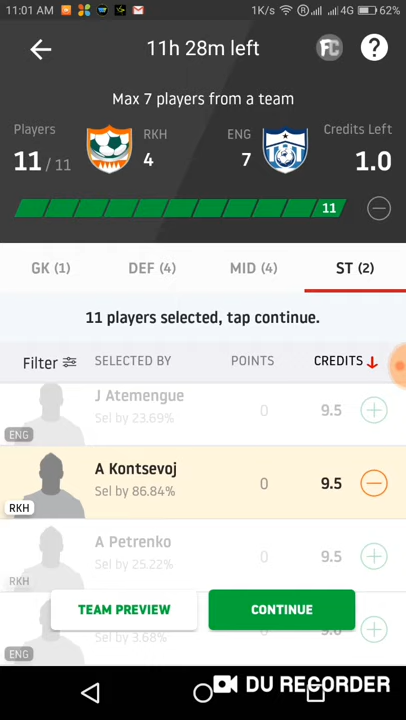 11:01 AM 1K/s R 4G 62%
11h 28m left FC ?
Max 7 players from a team
Players RKH ENG Credits Left
11 / 11 4 7 1.0
11
GK (1) DEF (4) MID (4) ST (2)
11 players selected, tap continue.
Filter SELECTED BY POINTS CREDITS
J Atemengue
Sel by 23.69% 0 9.5
ENG
A Kontsevoj
Sel by 86.84% 0 9.5
RKH
A Petrenko
Sel by 25.22% 0 9.5
RKH
TEAM PREVIEW CONTINUE
Sel by 3.68%
ENG
DU RECORDER